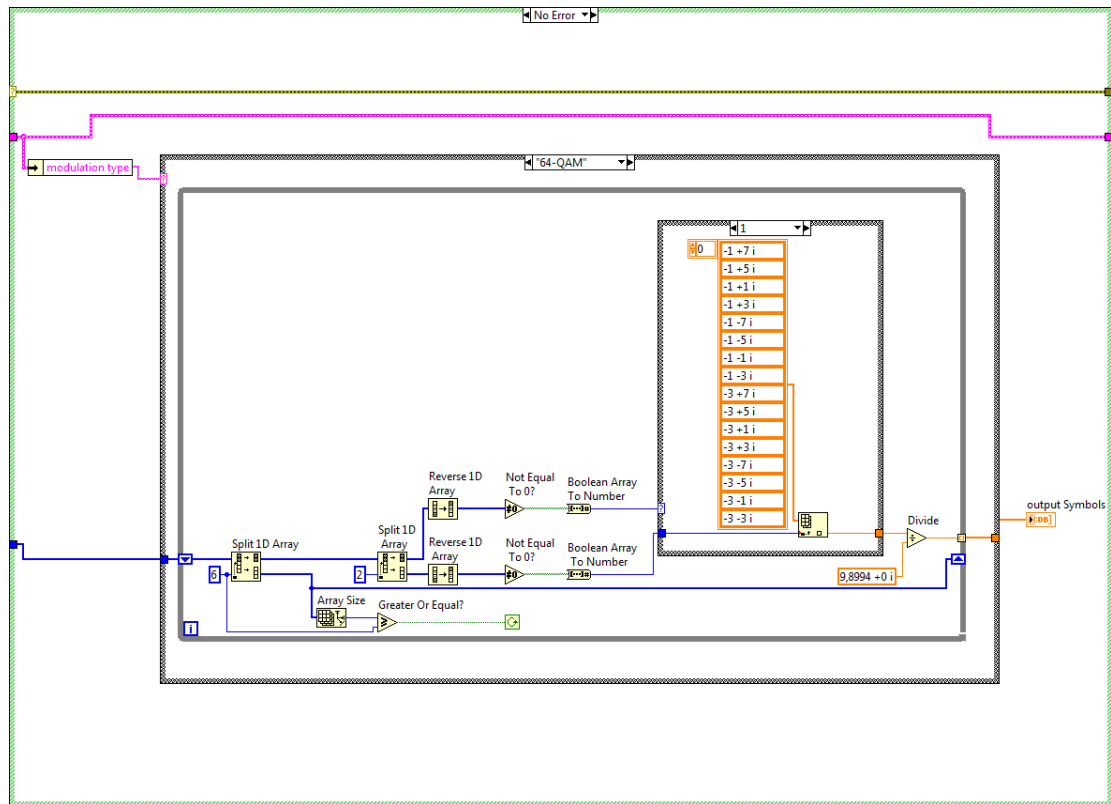 No Error
modulation type
"64-QAM"
1
0
-1 +7 i
-1 +5 i
-1 +1 i
-1 +3 i
-1 -7 i
-1 -5 i
-1 -1 i
-1 -3 i
-3 +7 i
-3 +5 i
-3 +1 i
-3 +3 i
-3 -7 i
-3 -5 i
-3 -1 i
-3 -3 i
Reverse 1D
Array
Not Equal
To 0?
Boolean Array
To Number
Split 1D
Array
Split 1D Array
Reverse 1D
Array
Not Equal
To 0?
Boolean Array
To Number
6
2
Array Size
Greater Or Equal?
i
Divide
9,8994 +0 i
output Symbols
DBL